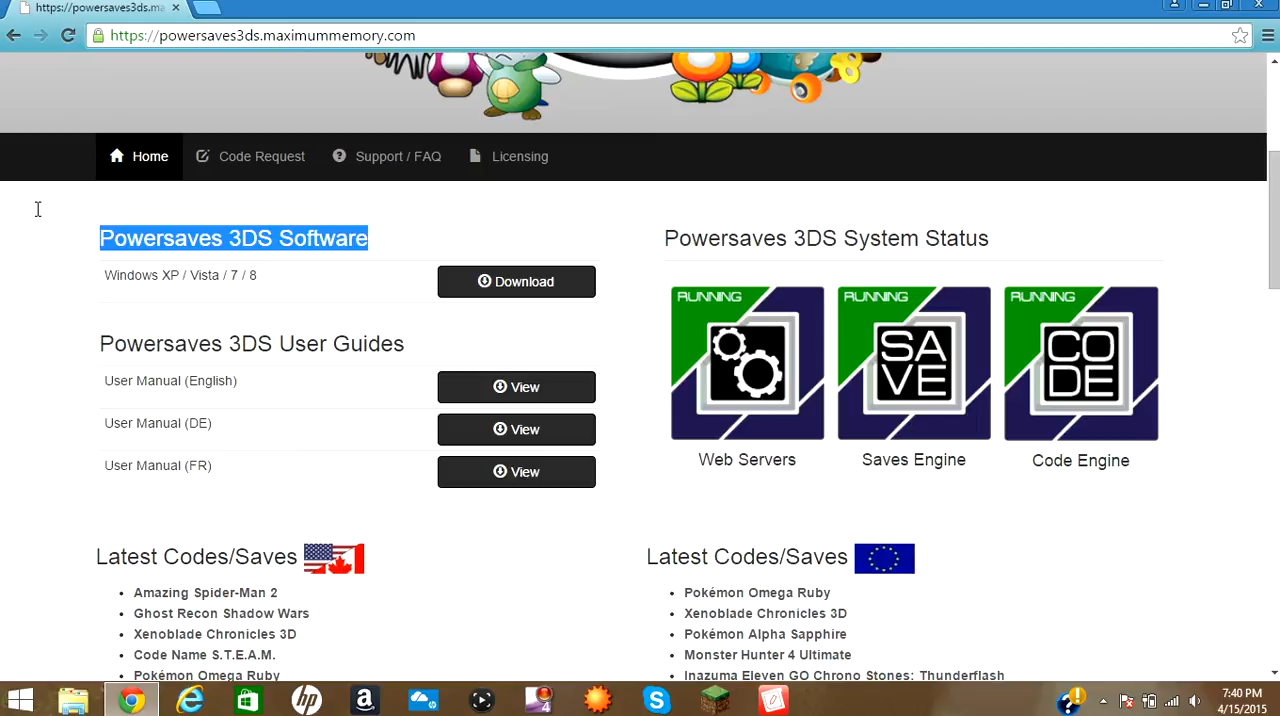 https://powersaves3ds.ma
https://powersaves3ds.maximummemory.com
Home
Code Request
Support / FAQ
Licensing
Powersaves 3DS Software
Windows XP / Vista / 7 / 8
Download
Powersaves 3DS User Guides
User Manual (English)
View
User Manual (DE)
View
User Manual (FR)
View
Powersaves 3DS System Status
RUNNING
RUNNING
SA
VE
RUNNING
CO
DE
Web Servers
Saves Engine
Code Engine
Latest Codes/Saves
• Amazing Spider-Man 2
• Ghost Recon Shadow Wars
• Xenoblade Chronicles 3D
• Code Name S.T.E.A.M.
• Pokémon Omega Ruby
Latest Codes/Saves
• Pokémon Omega Ruby
• Xenoblade Chronicles 3D
• Pokémon Alpha Sapphire
• Monster Hunter 4 Ultimate
• Inazuma Eleven GO Chrono Stones: Thunderflash
hp
a
4
S
7:40 PM
4/15/2015